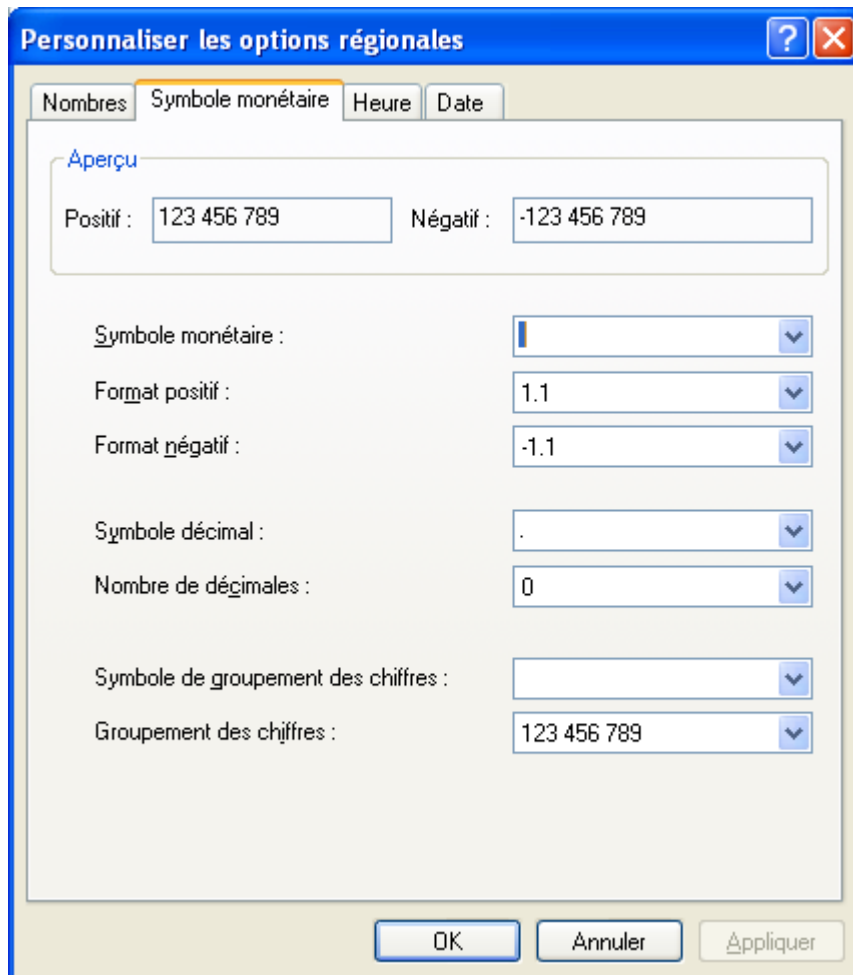 Personnaliser les options régionales
Nombres Symbole monétaire Heure Date
Aperçu
Positif : 123 456 789 Négatif : -123 456 789
Symbole monétaire :
Format positif : 1.1
Format négatif : -1.1
Symbole décimal : .
Nombre de décimales : 0
Symbole de groupement des chiffres :
Groupement des chiffres : 123 456 789
OK Annuler Appliquer